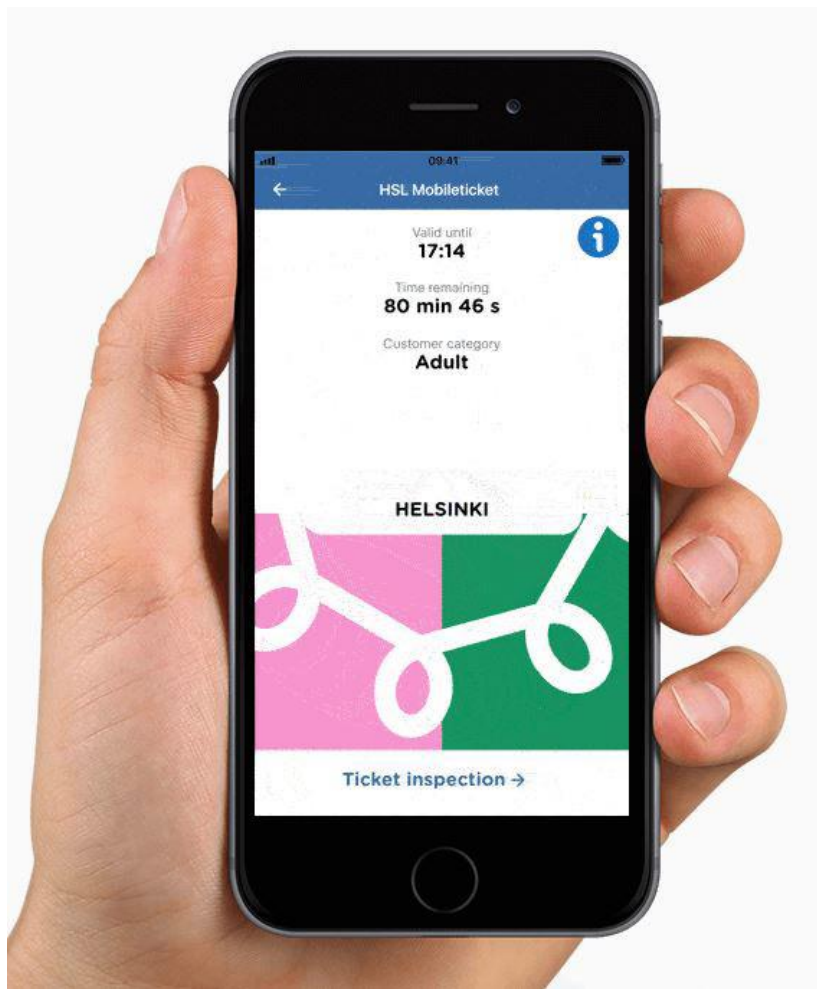 09:41
HSL Mobileticket
Valid until
17:14
Time remaining
80 min 46 s
Customer category
Adult
HELSINKI
Ticket inspection →